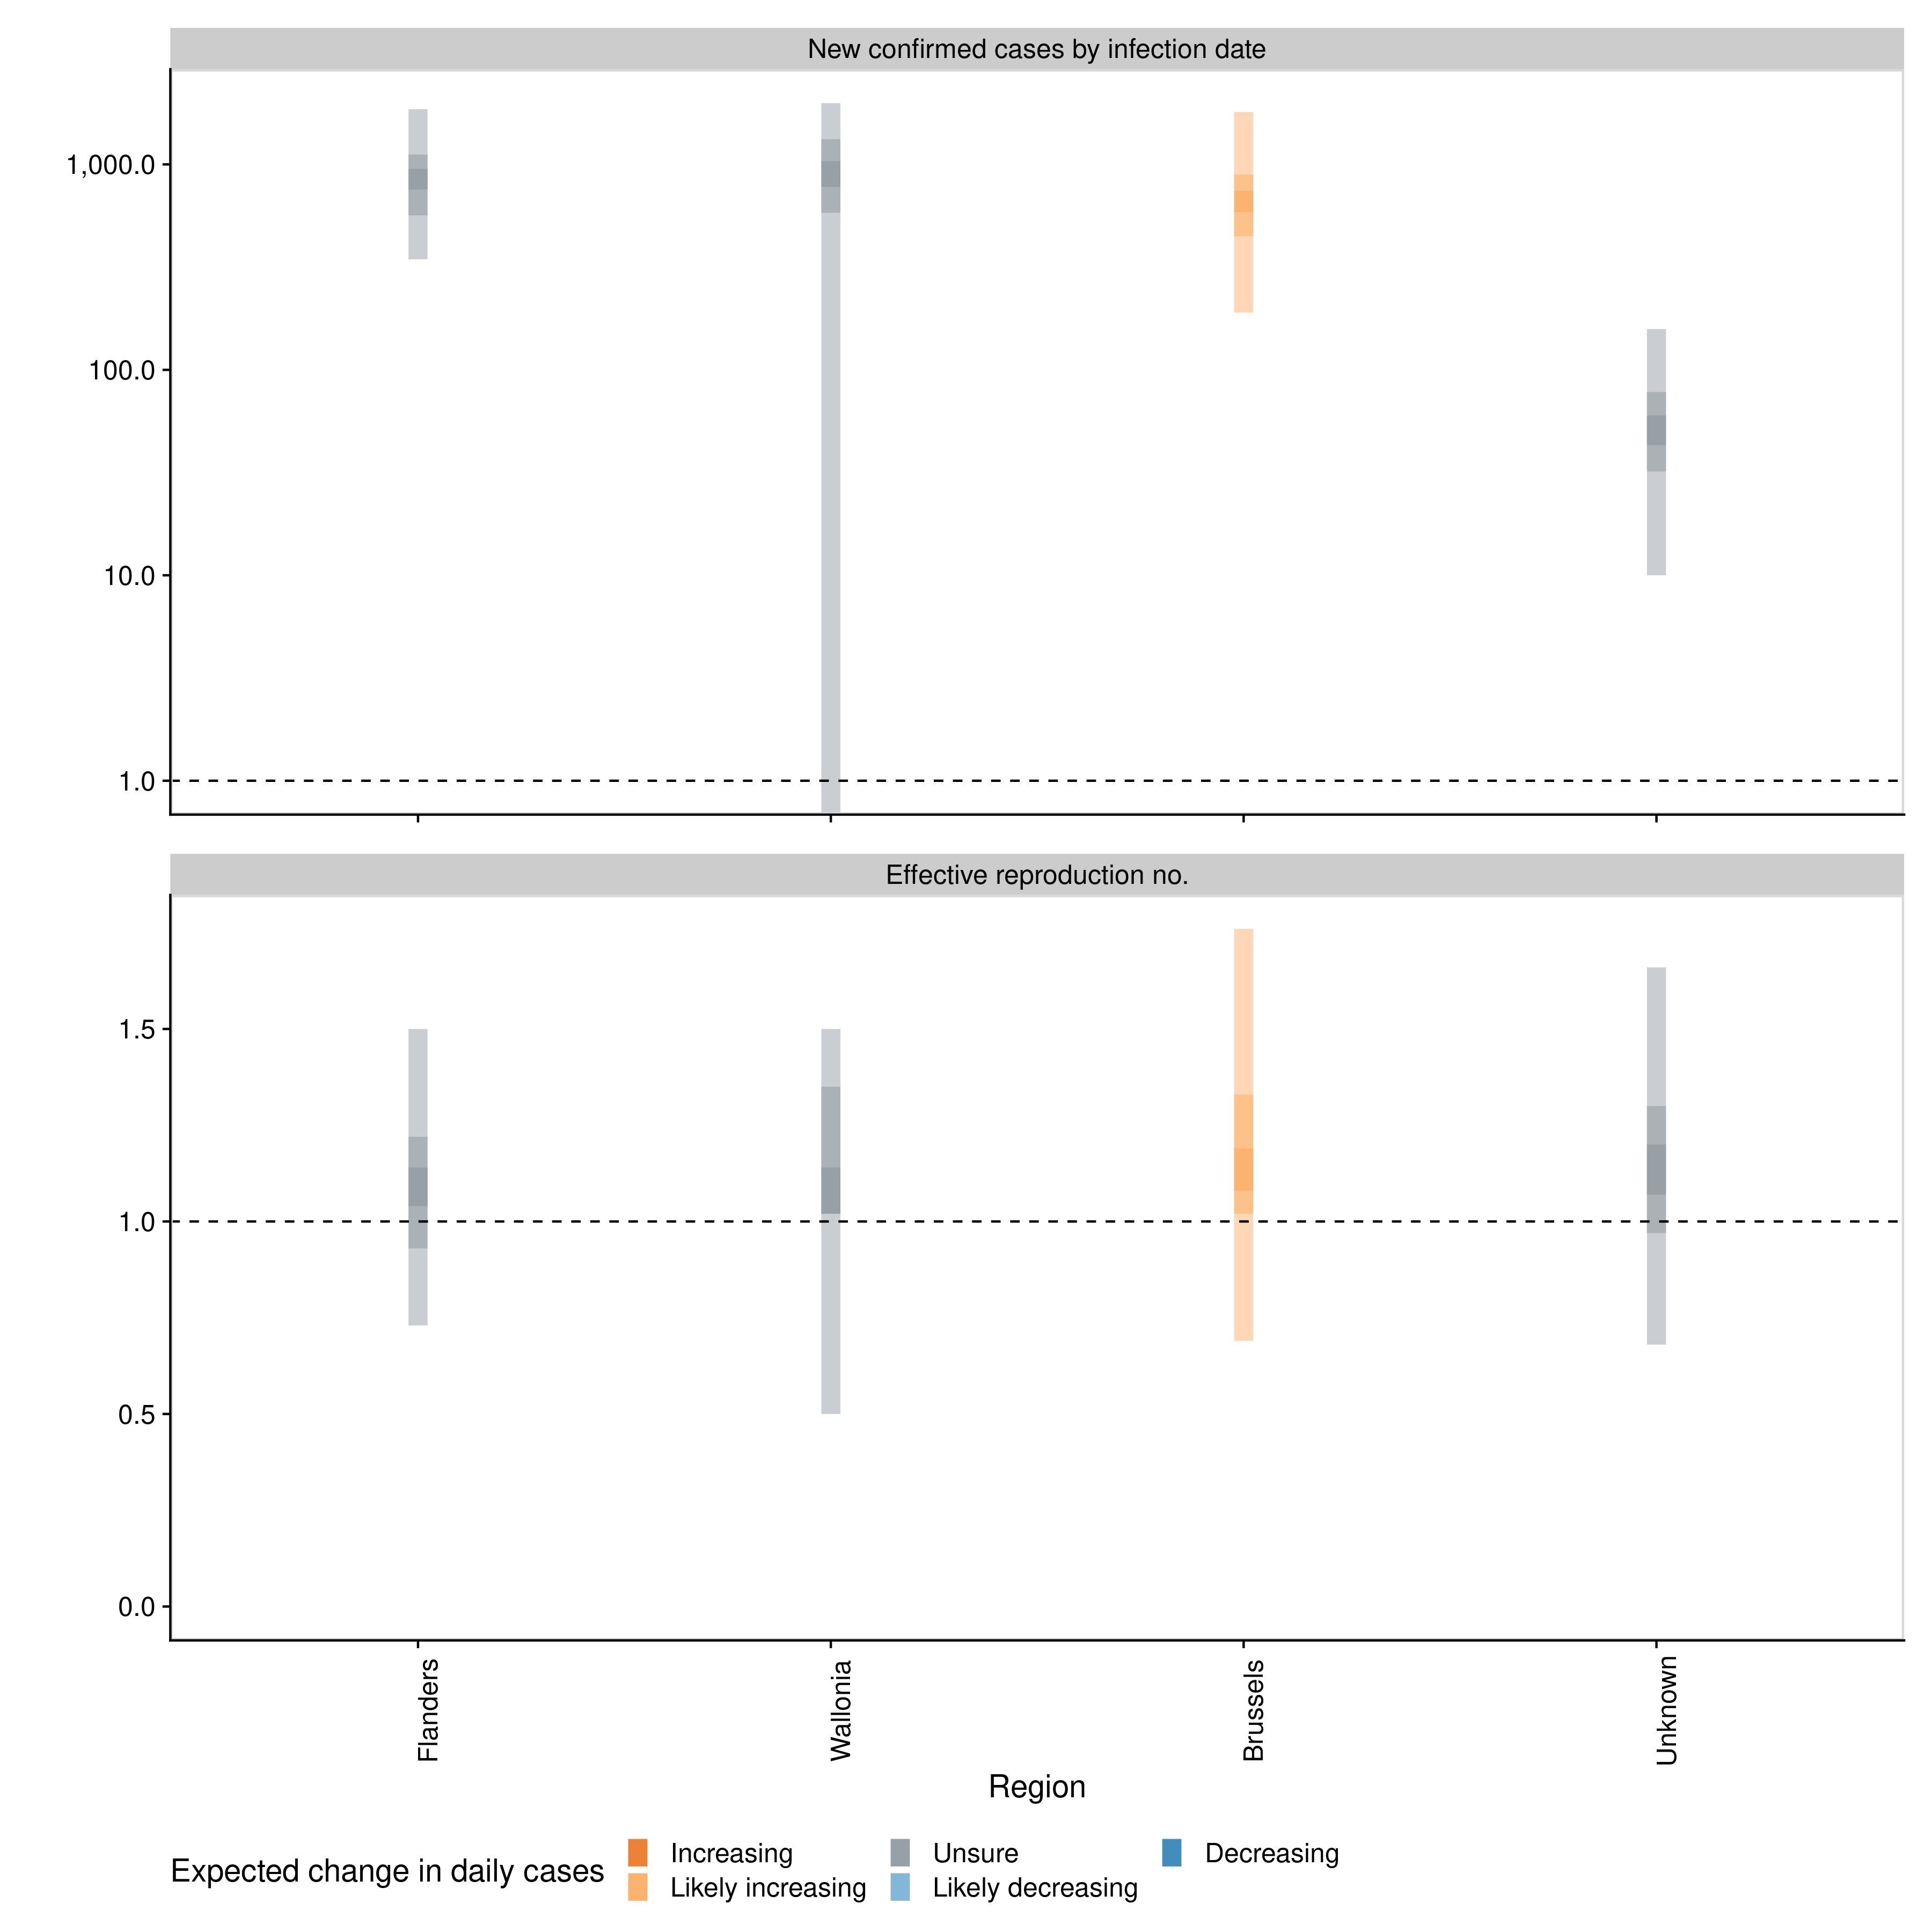 New confirmed cases by infection date
1,000.0
100.0
10.0
1.0
Effective reproduction no.
1.5
1.0
0.5
0.0
Flanders
Wallonia
Brussels
Unknown
Region
Expected change in daily cases
Increasing
Likely increasing
Unsure
Likely decreasing
Decreasing